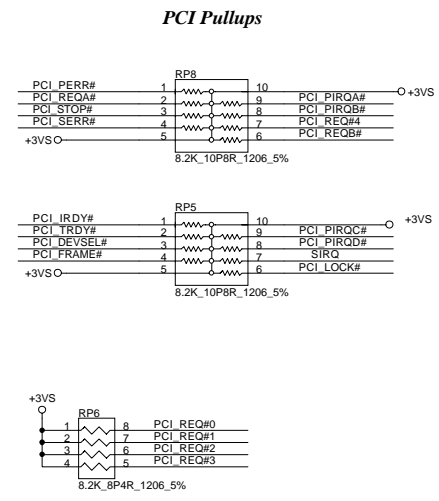 PCI Pullups
RP8
PCI_PERR# 1 10 +3VS
PCI_REQA# 2 9 PCI_PIRQA#
PCI_STOP# 3 8 PCI_PIRQB#
PCI_SERR# 4 7 PCI_REQ#4
+3VS 5 6 PCI_REQB#
8.2K_10P8R_1206_5%
RP5
PCI_IRDY# 1 10 +3VS
PCI_TRDY# 2 9 PCI_PIRQC#
PCI_DEVSEL# 3 8 PCI_PIRQD#
PCI_FRAME# 4 7 SIRQ
+3VS 5 6 PCI_LOCK#
8.2K_10P8R_1206_5%
+3VS
RP6
1 8 PCI_REQ#0
2 7 PCI_REQ#1
3 6 PCI_REQ#2
4 5 PCI_REQ#3
8.2K_8P4R_1206_5%